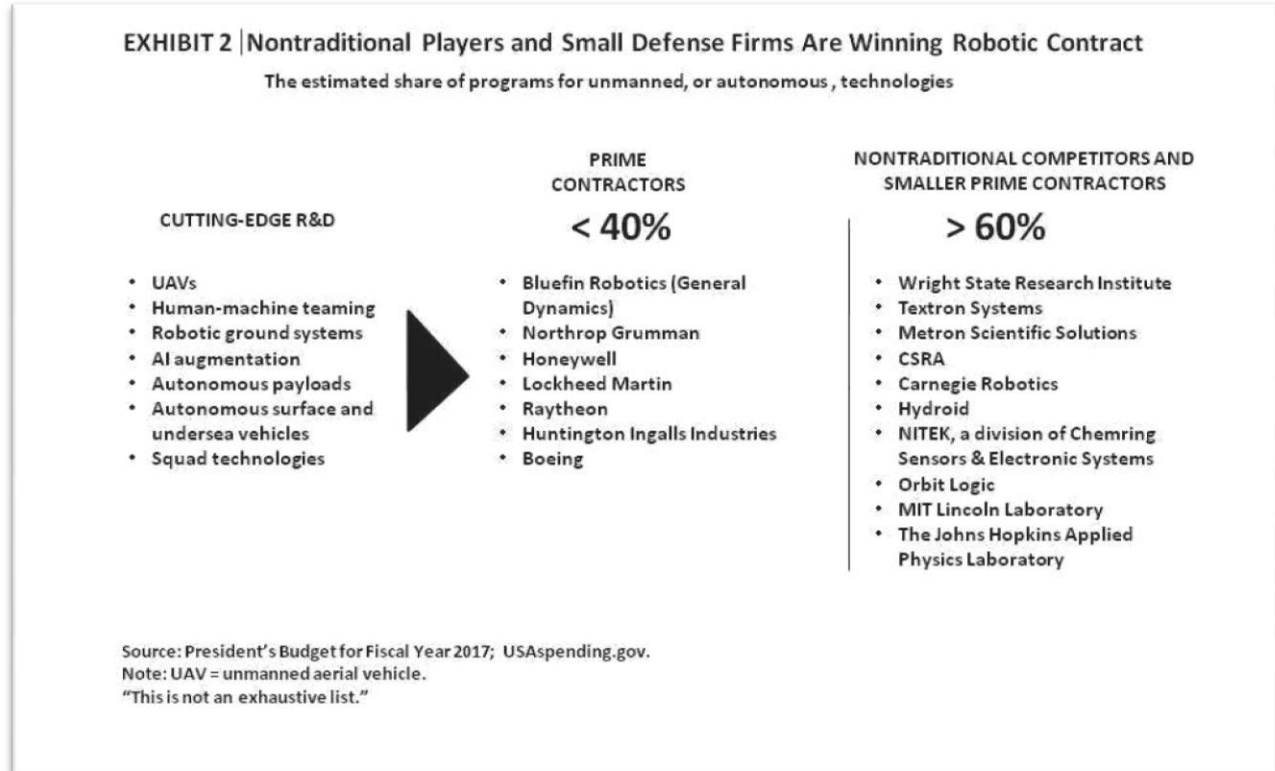 EXHIBIT 2 | Nontraditional Players and Small Defense Firms Are Winning Robotic Contract
The estimated share of programs for unmanned, or autonomous , technologies
CUTTING-EDGE R&D
• UAVs
• Human-machine teaming
• Robotic ground systems
• AI augmentation
• Autonomous payloads
• Autonomous surface and
undersea vehicles
• Squad technologies
PRIME
CONTRACTORS
< 40%
• Bluefin Robotics (General
Dynamics)
• Northrop Grumman
• Honeywell
• Lockheed Martin
• Raytheon
• Huntington Ingalls Industries
• Boeing
NONTRADITIONAL COMPETITORS AND
SMALLER PRIME CONTRACTORS
> 60%
• Wright State Research Institute
• Textron Systems
• Metron Scientific Solutions
• CSRA
• Carnegie Robotics
• Hydroid
• NITEK, a division of Chemring
Sensors & Electronic Systems
• Orbit Logic
• MIT Lincoln Laboratory
• The Johns Hopkins Applied
Physics Laboratory
Source: President's Budget for Fiscal Year 2017; USAspending.gov.
Note: UAV = unmanned aerial vehicle.
"This is not an exhaustive list."